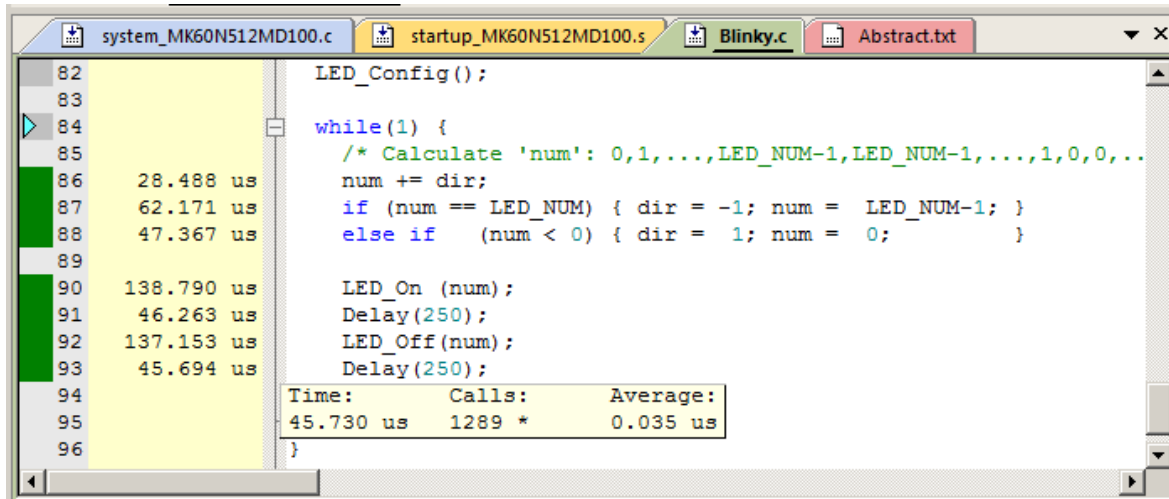 system_MK60N512MD100.c startup_MK60N512MD100.s Blinky.c Abstract.txt
82 LED_Config();
83
84 while(1) {
85 /* Calculate 'num': 0,1,...,LED_NUM-1,LED_NUM-1,...,1,0,0,..
86 28.488 us num += dir;
87 62.171 us if (num == LED_NUM) { dir = -1; num =  LED_NUM-1; }
88 47.367 us else if   (num < 0) { dir =  1; num =  0;         }
89
90 138.790 us LED_On (num);
91 46.263 us Delay(250);
92 137.153 us LED_Off(num);
93 45.694 us Delay(250);
94 Time: Calls: Average:
95 45.730 us 1289 * 0.035 us
96 }